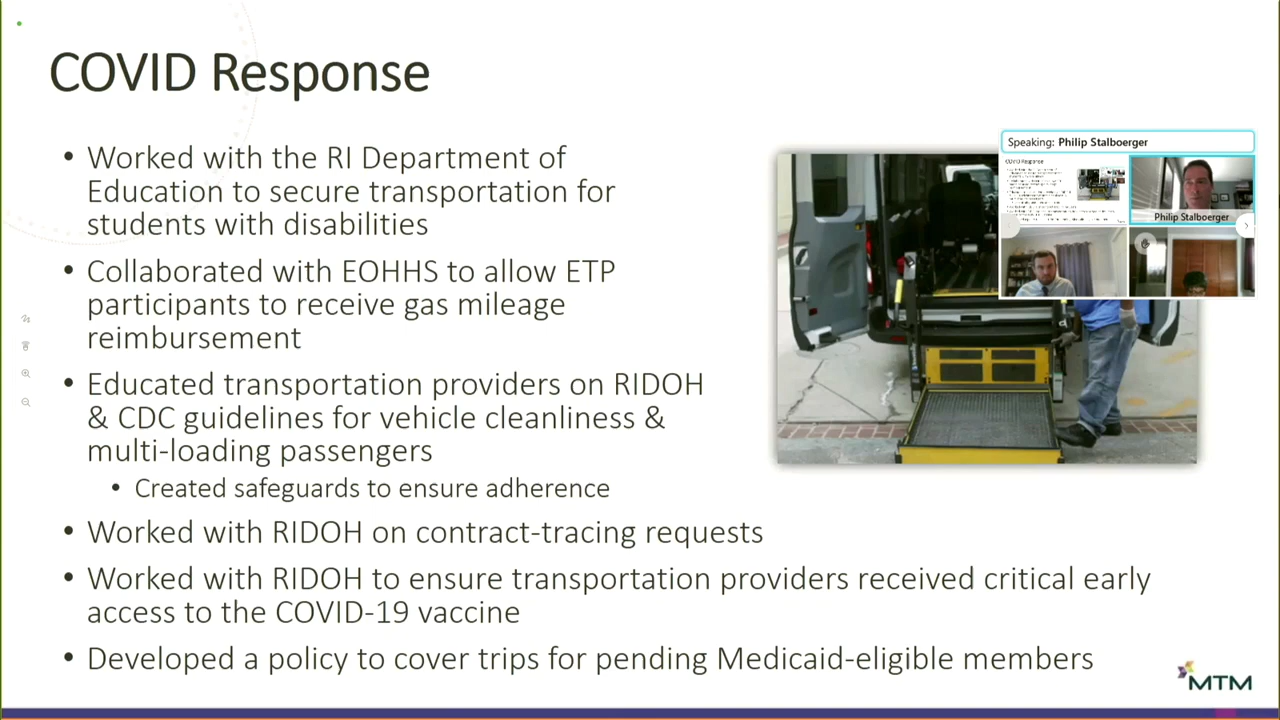 COVID Response
• Worked with the RI Department of
Education to secure transportation for
students with disabilities
• Collaborated with EOHHS to allow ETP
participants to receive gas mileage
reimbursement
• Educated transportation providers on RIDOH
& CDC guidelines for vehicle cleanliness &
multi-loading passengers
• Created safeguards to ensure adherence
• Worked with RIDOH on contract-tracing requests
• Worked with RIDOH to ensure transportation providers received critical early
access to the COVID-19 vaccine
• Developed a policy to cover trips for pending Medicaid-eligible members
Speaking: Philip Stalboerger
COVID Response
Philip Stalboerger
MTM